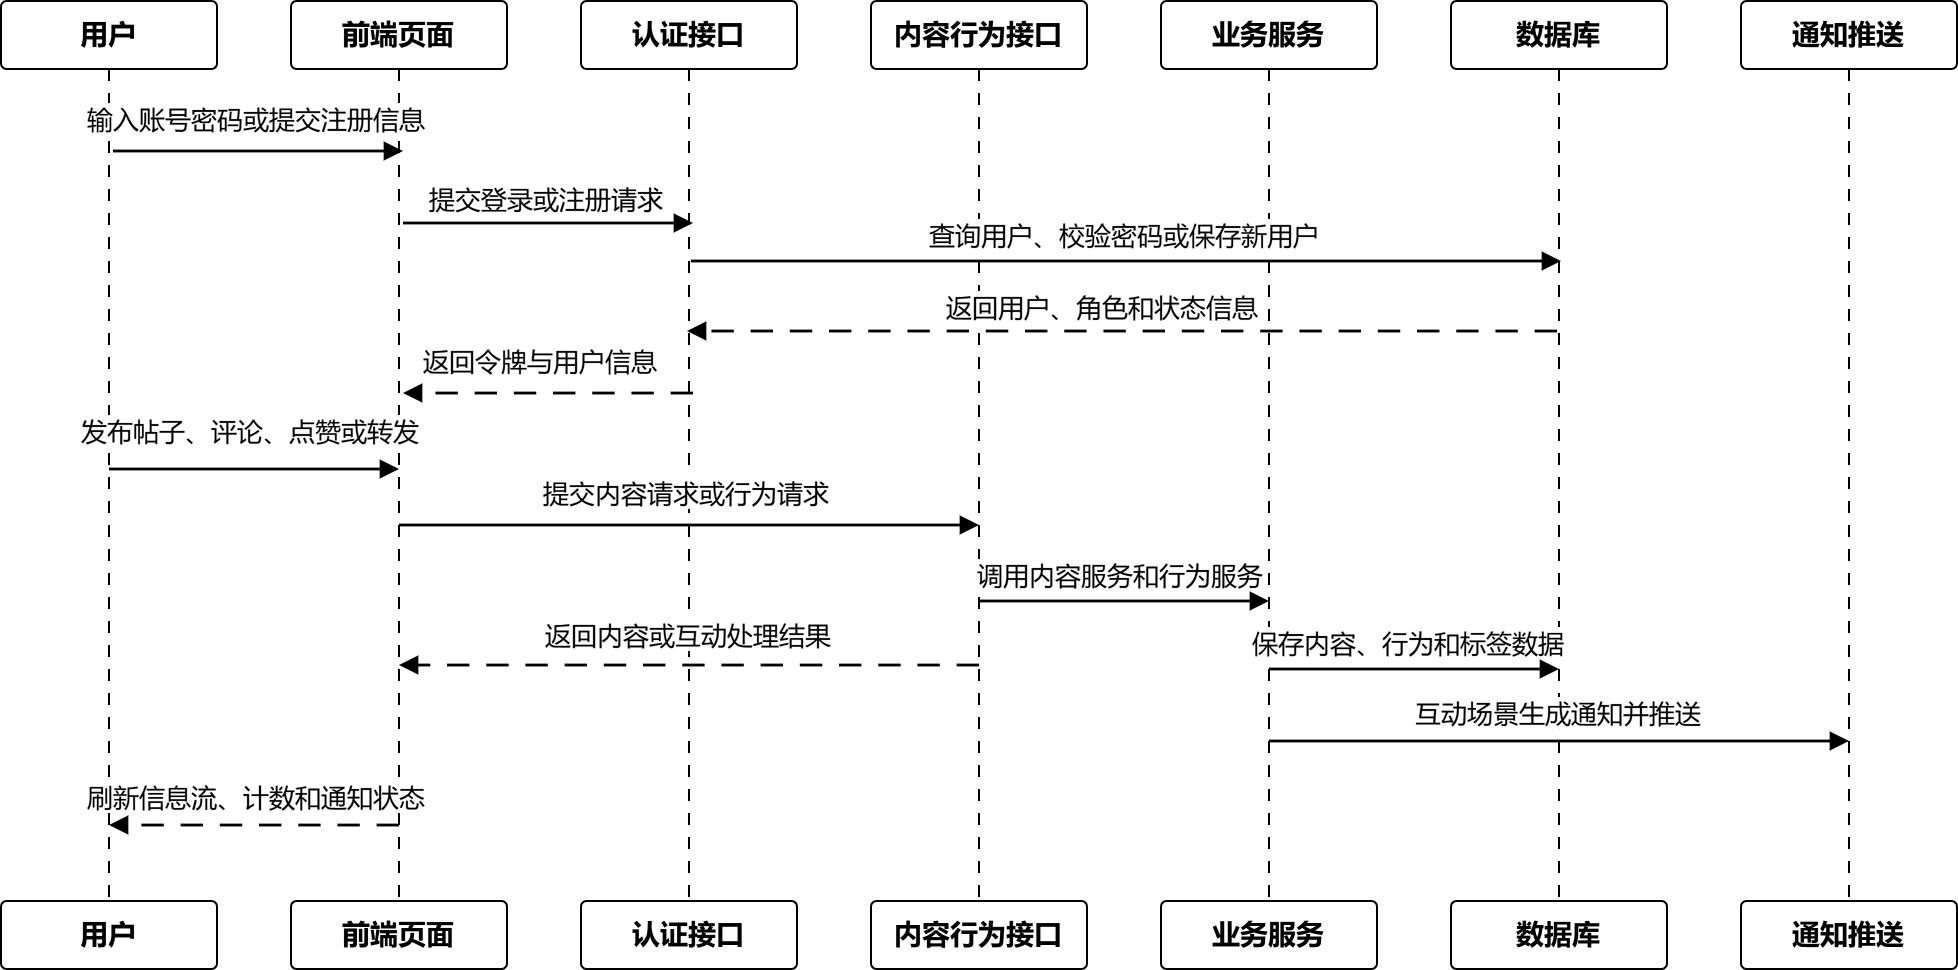 用户
前端页面
认证接口
内容行为接口
业务服务
数据库
通知推送
输入账号密码或提交注册信息
提交登录或注册请求
查询用户、校验密码或保存新用户
返回用户、角色和状态信息
返回令牌与用户信息
发布帖子、评论、点赞或转发
提交内容请求或行为请求
调用内容服务和行为服务
返回内容或互动处理结果
保存内容、行为和标签数据
互动场景生成通知并推送
刷新信息流、计数和通知状态
用户
前端页面
认证接口
内容行为接口
业务服务
数据库
通知推送